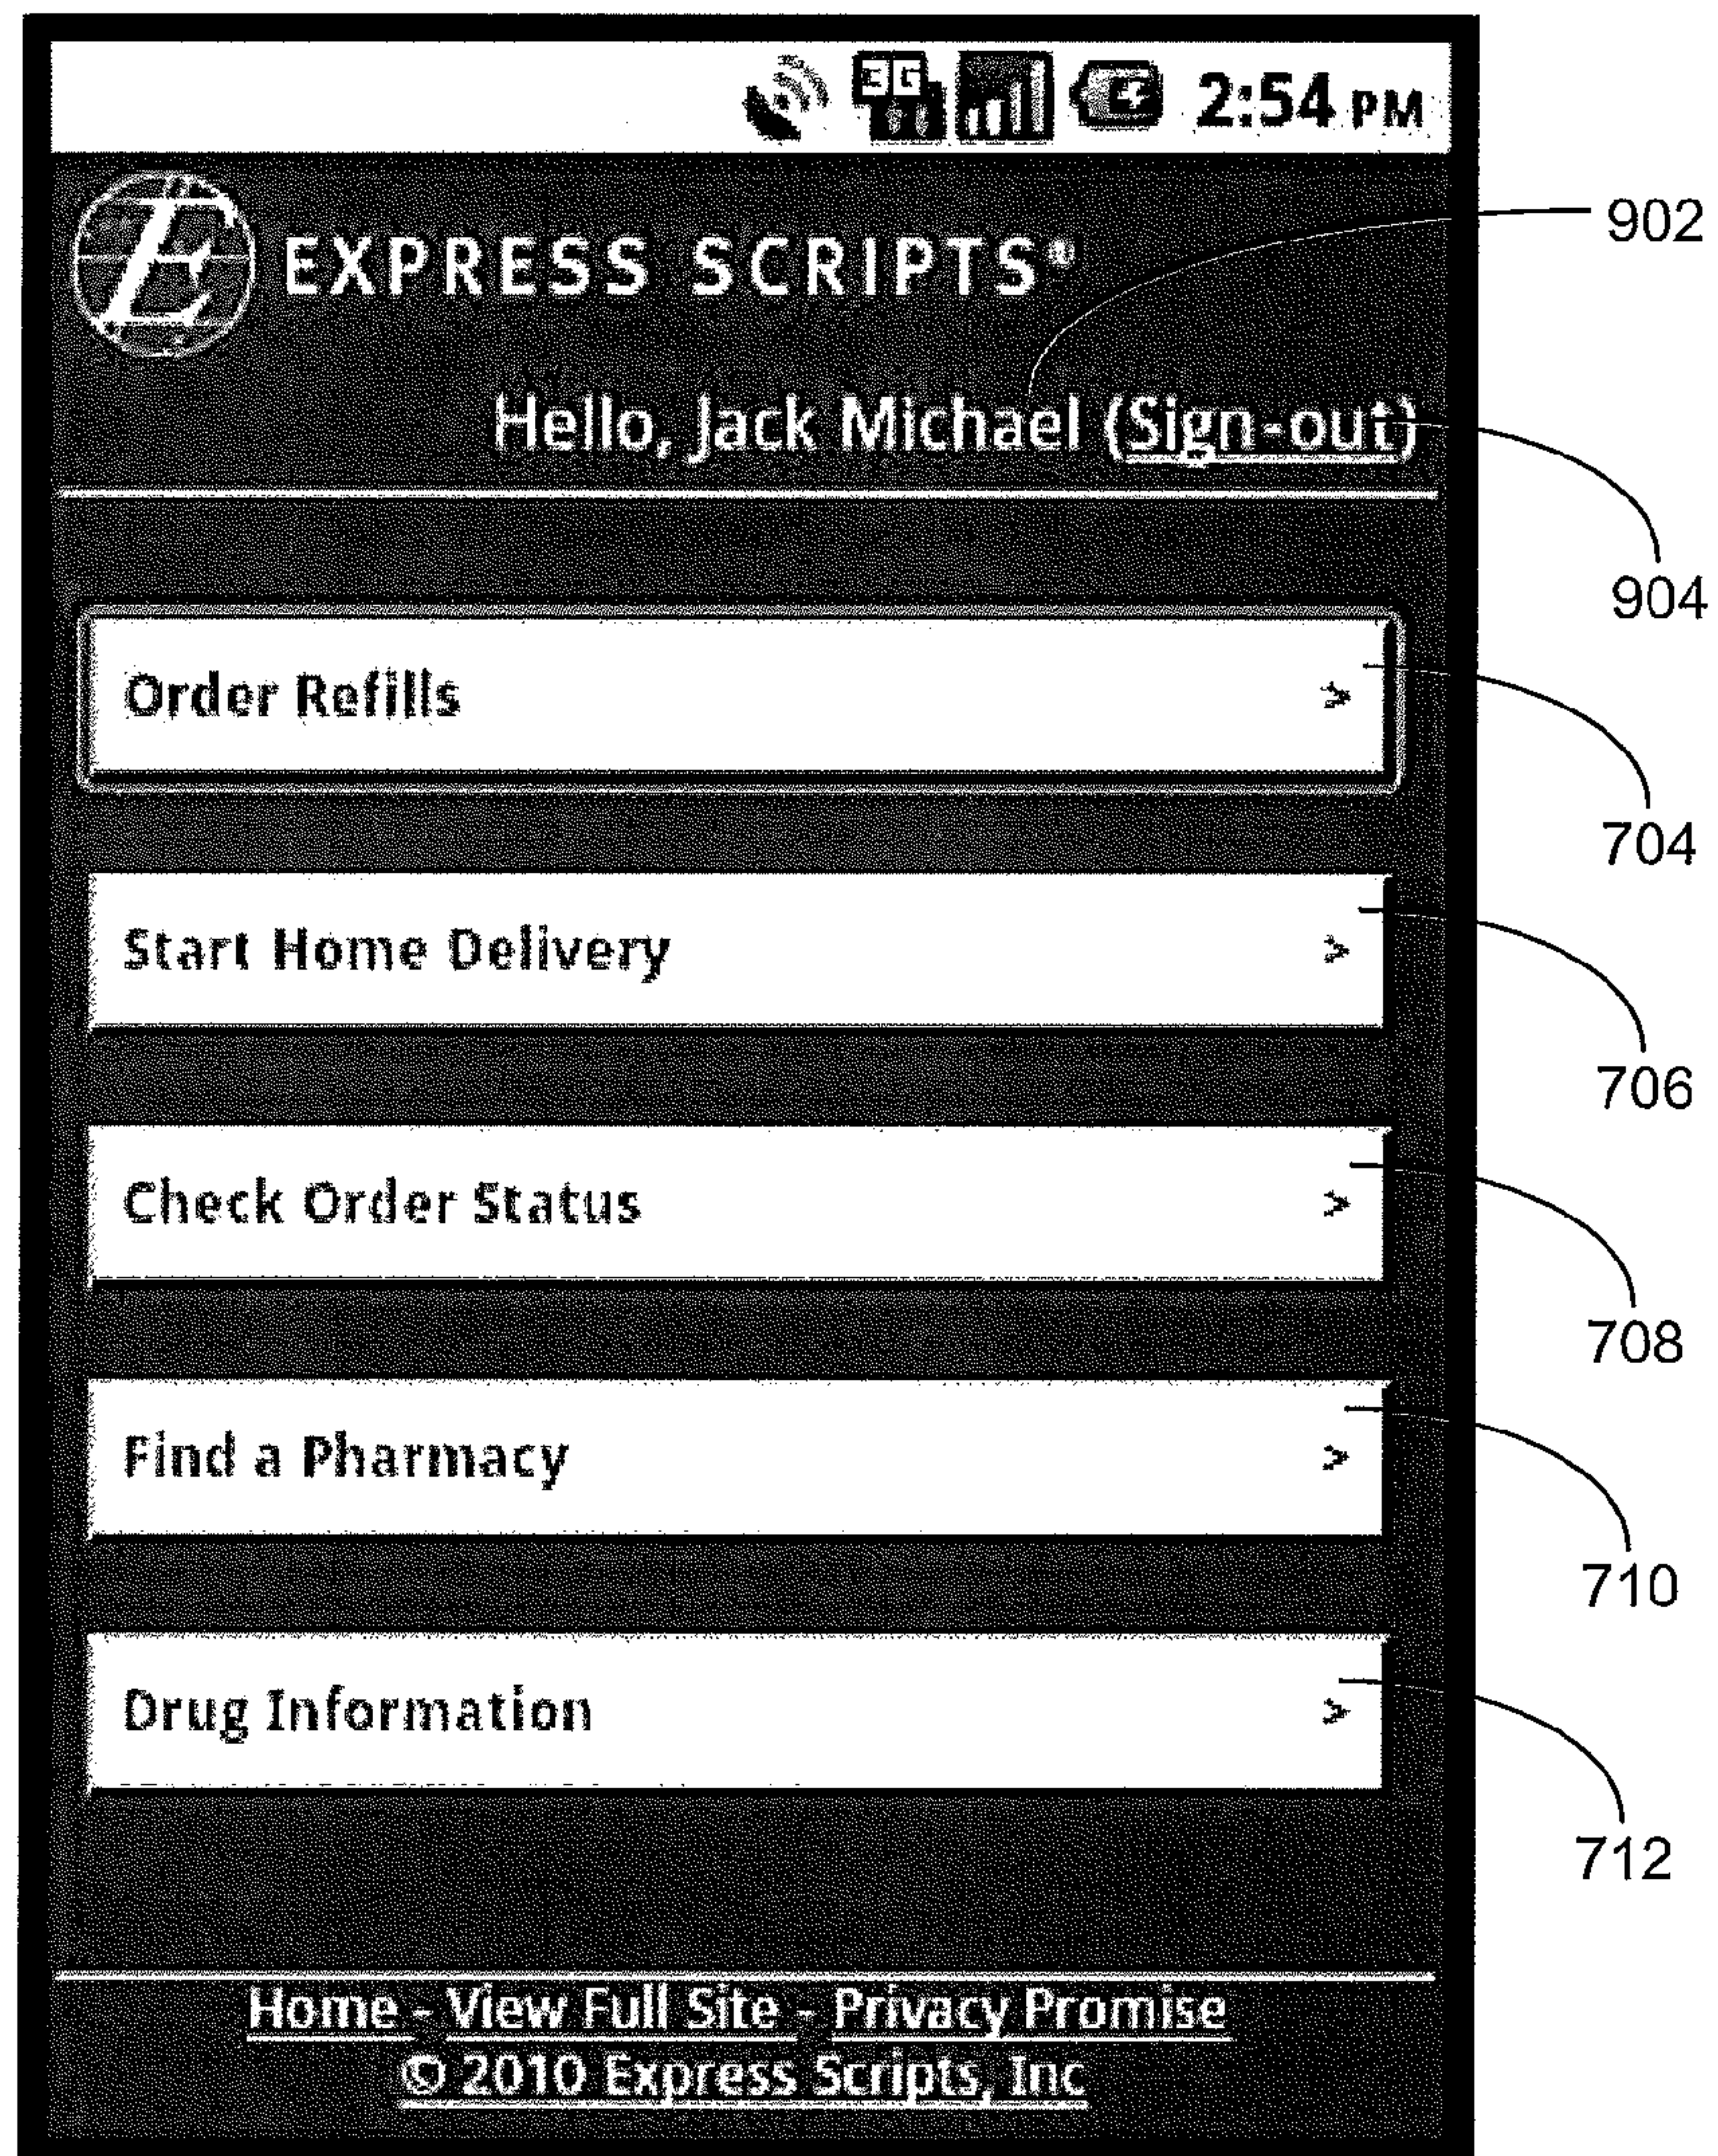 3G 2:54 PM
E EXPRESS SCRIPTS®
902
Hello, Jack Michael (Sign-out)
904
Order Refills >
704
Start Home Delivery >
706
Check Order Status >
708
Find a Pharmacy >
710
Drug Information >
712
Home - View Full Site - Privacy Promise
© 2010 Express Scripts, Inc